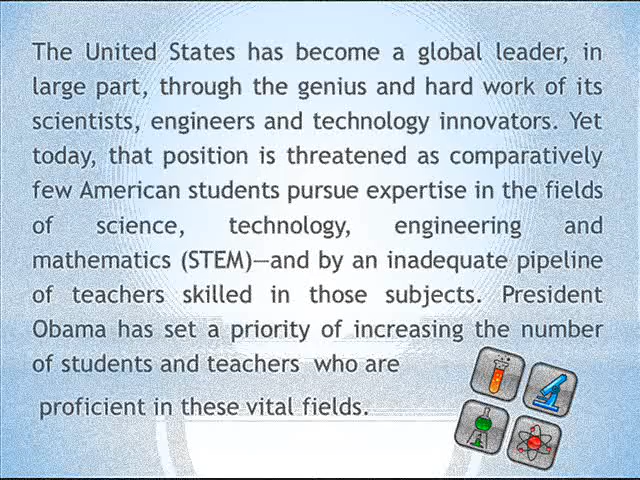 The United States has become a global leader, in
large part, through the genius and hard work of its
scientists, engineers and technology innovators. Yet
today, that position is threatened as comparatively
few American students pursue expertise in the fields
of science, technology, engineering and
mathematics (STEM)—and by an inadequate pipeline
of teachers skilled in those subjects. President
Obama has set a priority of increasing the number
of students and teachers who are
proficient in these vital fields.